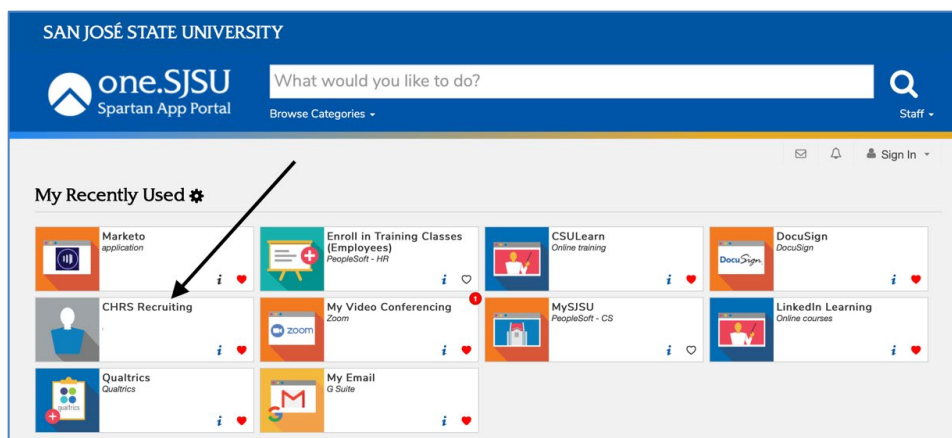 SAN JOSÉ STATE UNIVERSITY
one.SJSU
Spartan App Portal
What would you like to do?
Browse Categories
Staff
Sign In
My Recently Used
Marketo
application
i
Enroll in Training Classes
(Employees)
PeopleSoft - HR
i
CSULearn
Online training
i
DocuSign
DocuSign
DocuSign
i
CHRS Recruiting
i
My Video Conferencing
Zoom
zoom
1
i
MySJSU
PeopleSoft - CS
i
LinkedIn Learning
Online courses
i
Qualtrics
Qualtrics
qualtrics
i
My Email
G Suite
M
G
i